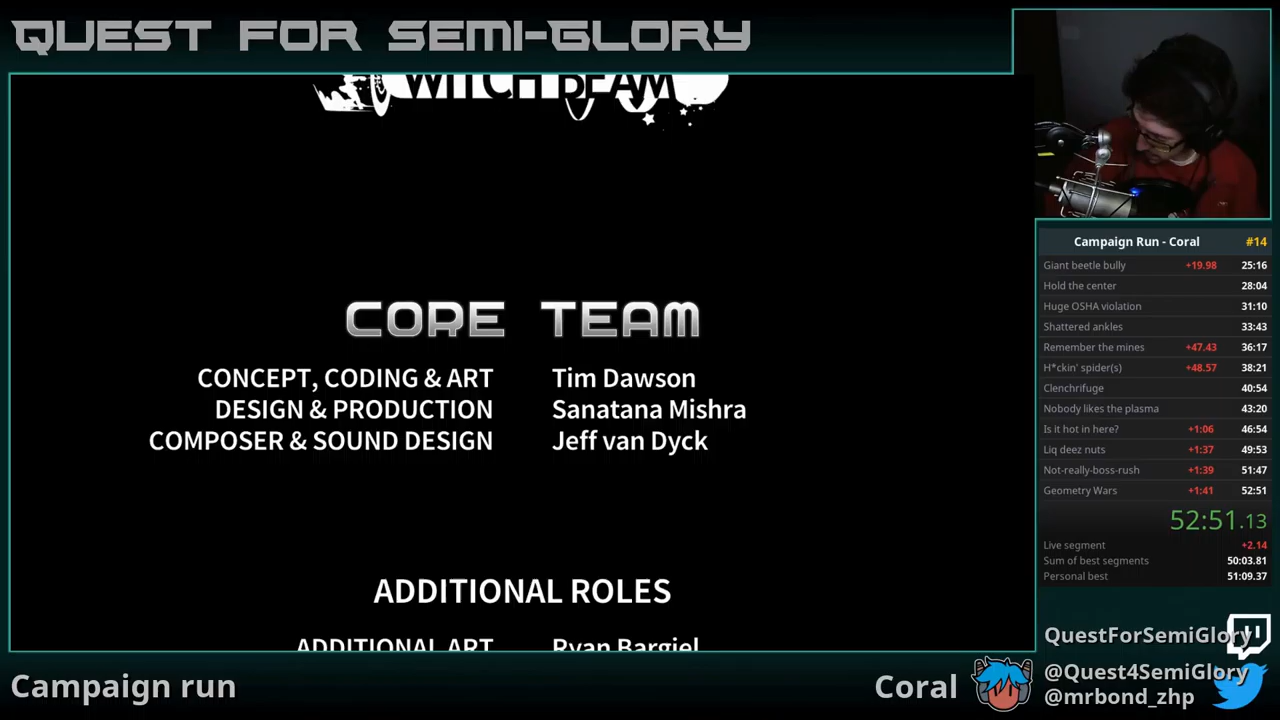 QUEST FOR SEMI-GLORY
WITCH BEAM
CORE TEAM
CONCEPT, CODING & ART Tim Dawson
DESIGN & PRODUCTION Sanatana Mishra
COMPOSER & SOUND DESIGN Jeff van Dyck
ADDITIONAL ROLES
ADDITIONAL ART Ryan Bargiel
Campaign Run - Coral #14
Giant beetle bully +19.98 25:16
Hold the center 28:04
Huge OSHA violation 31:10
Shattered ankles 33:43
Remember the mines +47.43 36:17
H*ckin' spider(s) +48.57 38:21
Clenchrifuge 40:54
Nobody likes the plasma 43:20
Is it hot in here? +1:06 46:54
Liq deez nuts +1:37 49:53
Not-really-boss-rush +1:39 51:47
Geometry Wars +1:41 52:51
52:51.13
Live segment +2.14
Sum of best segments 50:03.81
Personal best 51:09.37
QuestForSemiGlory
@Quest4SemiGlory
@mrbond_zhp
Campaign run
Coral